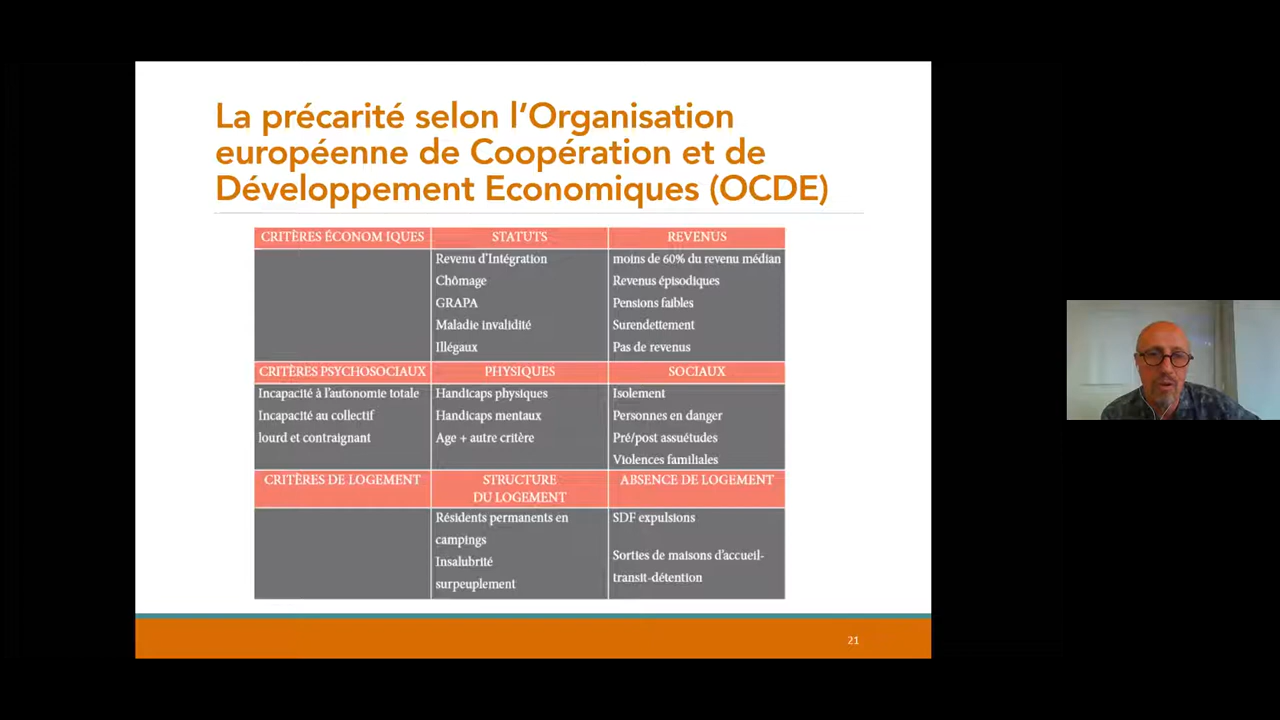 La précarité selon l'Organisation
européenne de Coopération et de
Développement Economiques (OCDE)
CRITÈRES ÉCONOM IQUES
STATUTS
REVENUS
Revenu d'Intégration
Chômage
GRAPA
Maladie invalidité
Illégaux
moins de 60% du revenu médian
Revenus épisodiques
Pensions faibles
Surendettement
Pas de revenus
CRITÈRES PSYCHOSOCIAUX
PHYSIQUES
SOCIAUX
Incapacité à l'autonomie totale
Incapacité au collectif
lourd et contraignant
Handicaps physiques
Handicaps mentaux
Age + autre critère
Isolement
Personnes en danger
Pré/post assuétudes
Violences familiales
CRITÈRES DE LOGEMENT
STRUCTURE
DU LOGEMENT
ABSENCE DE LOGEMENT
Résidents permanents en
campings
Insalubrité
surpeuplement
SDF expulsions
Sorties de maisons d'accueil-
transit-détention
21